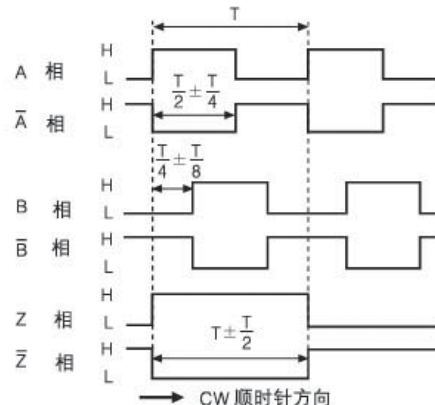 T
A 相 H
L
T/2 ± T/4
A̅ 相 H
L
T/4 ± T/8
B 相 H
L
B̅ 相 H
L
Z 相 H
L
T ± T/2
Z̅ 相 H
L
CW 顺时针方向